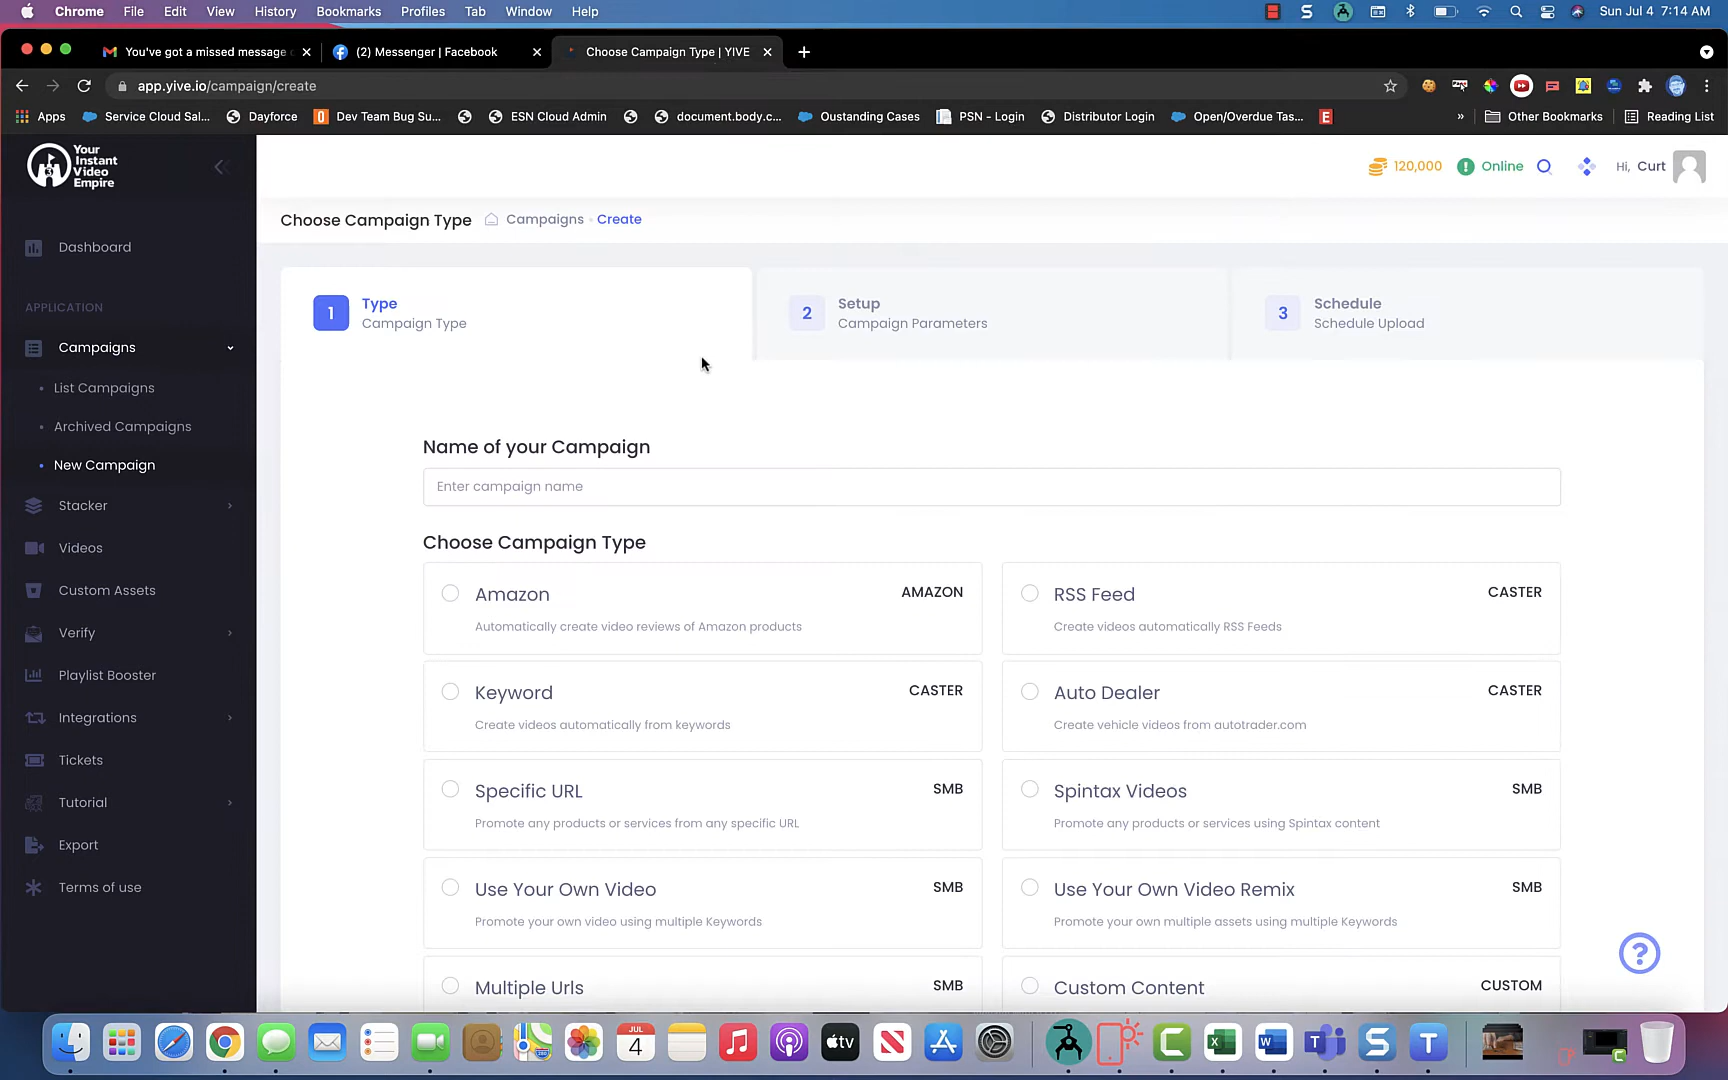 Chrome File Edit View History Bookmarks Profiles Tab Window Help
Sun Jul 4 7:14 AM
You've got a missed message
(2) Messenger | Facebook
Choose Campaign Type | YIVE
app.yive.io/campaign/create
Apps
Service Cloud Sal...
Dayforce
Dev Team Bug Su...
ESN Cloud Admin
document.body.c...
Oustanding Cases
PSN - Login
Distributor Login
Open/Overdue Tas...
»
Other Bookmarks
Reading List
Your
Instant
Video
Empire
120,000
Online
Hi, Curt
Choose Campaign Type
Campaigns
Create
Dashboard
APPLICATION
Campaigns
List Campaigns
Archived Campaigns
New Campaign
Stacker
Videos
Custom Assets
Verify
Playlist Booster
Integrations
Tickets
Tutorial
Export
Terms of use
1
Type
Campaign Type
2
Setup
Campaign Parameters
3
Schedule
Schedule Upload
Name of your Campaign
Enter campaign name
Choose Campaign Type
Amazon
AMAZON
Automatically create video reviews of Amazon products
RSS Feed
CASTER
Create videos automatically RSS Feeds
Keyword
CASTER
Create videos automatically from keywords
Auto Dealer
CASTER
Create vehicle videos from autotrader.com
Specific URL
SMB
Promote any products or services from any specific URL
Spintax Videos
SMB
Promote any products or services using Spintax content
Use Your Own Video
SMB
Promote your own video using multiple Keywords
Use Your Own Video Remix
SMB
Promote your own multiple assets using multiple Keywords
Multiple Urls
SMB
Custom Content
CUSTOM
?
JUL
4
tv